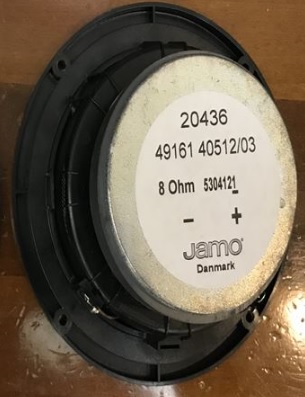 20436
49161 40512/03
8 Ohm 5304121
− +
Jamo
Danmark